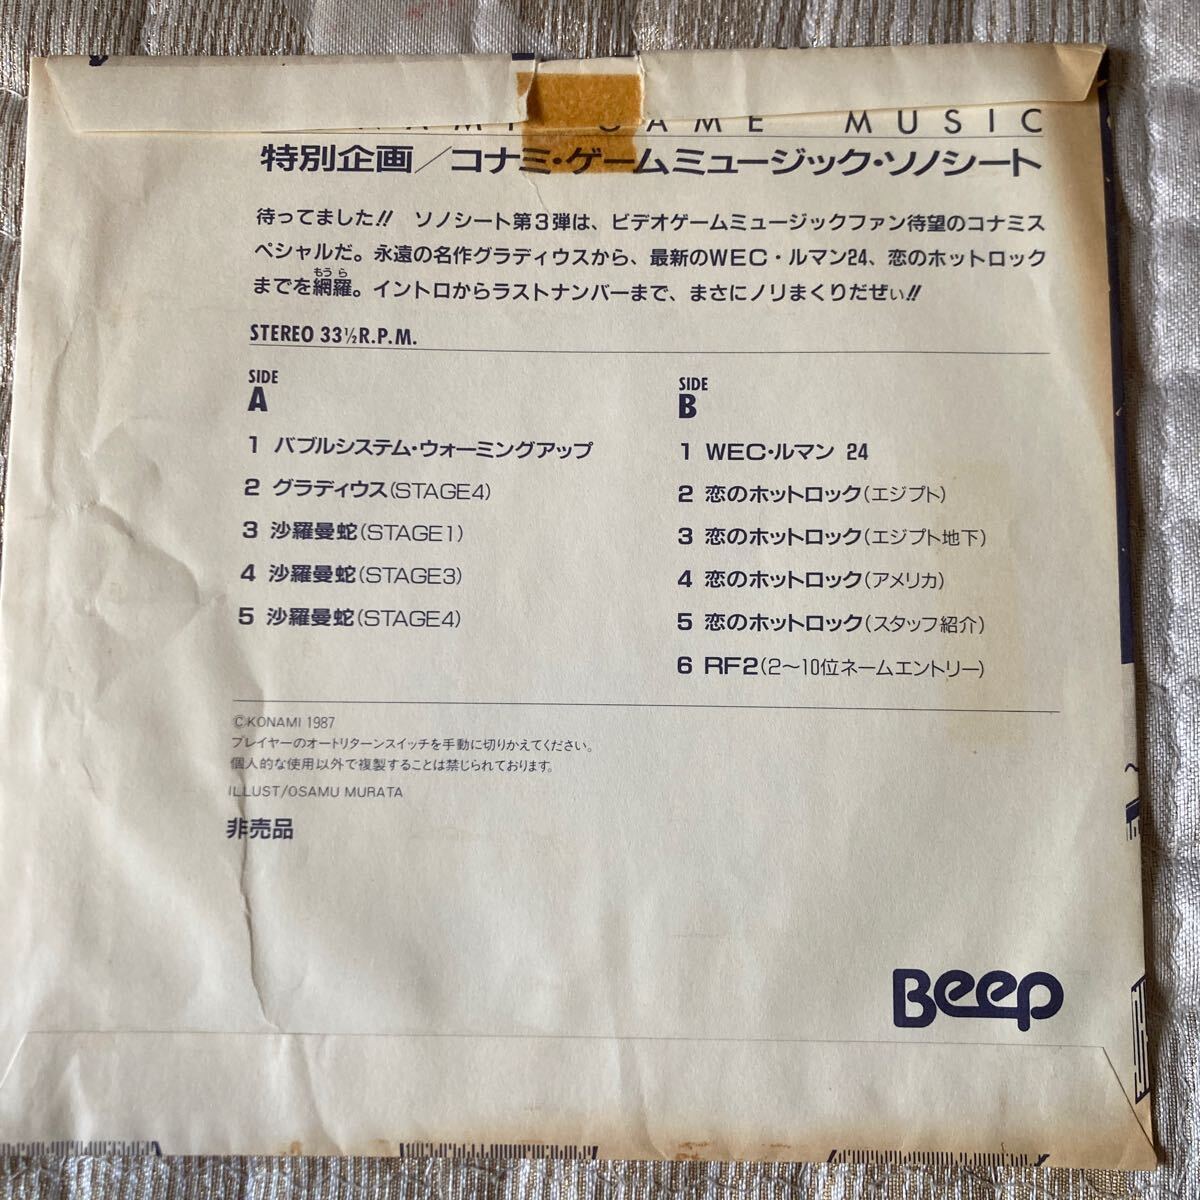 MUSIC
特別企画／コナミ・ゲームミュージック・ソノシート
待ってました!! ソノシート第3弾は、ビデオゲームミュージックファン待望のコナミス
ペシャルだ。永遠の名作グラディウスから、最新のWEC・ルマン24、恋のホットロック
もうら
までを網羅。イントロからラストナンバーまで、まさにノリまくりだぜぃ!!
STEREO 33⅓R.P.M.
SIDE
A
1 バブルシステム・ウォーミングアップ
2 グラディウス(STAGE4)
3 沙羅曼蛇(STAGE1)
4 沙羅曼蛇(STAGE3)
5 沙羅曼蛇(STAGE4)
SIDE
B
1 WEC・ルマン 24
2 恋のホットロック(エジプト)
3 恋のホットロック(エジプト地下)
4 恋のホットロック(アメリカ)
5 恋のホットロック(スタッフ紹介)
6 RF2(2〜10位ネームエントリー)
©KONAMI 1987
プレイヤーのオートリターンスイッチを手動に切りかえてください。
個人的な使用以外で複製することは禁じられております。
ILLUST/OSAMU MURATA
非売品
Beep